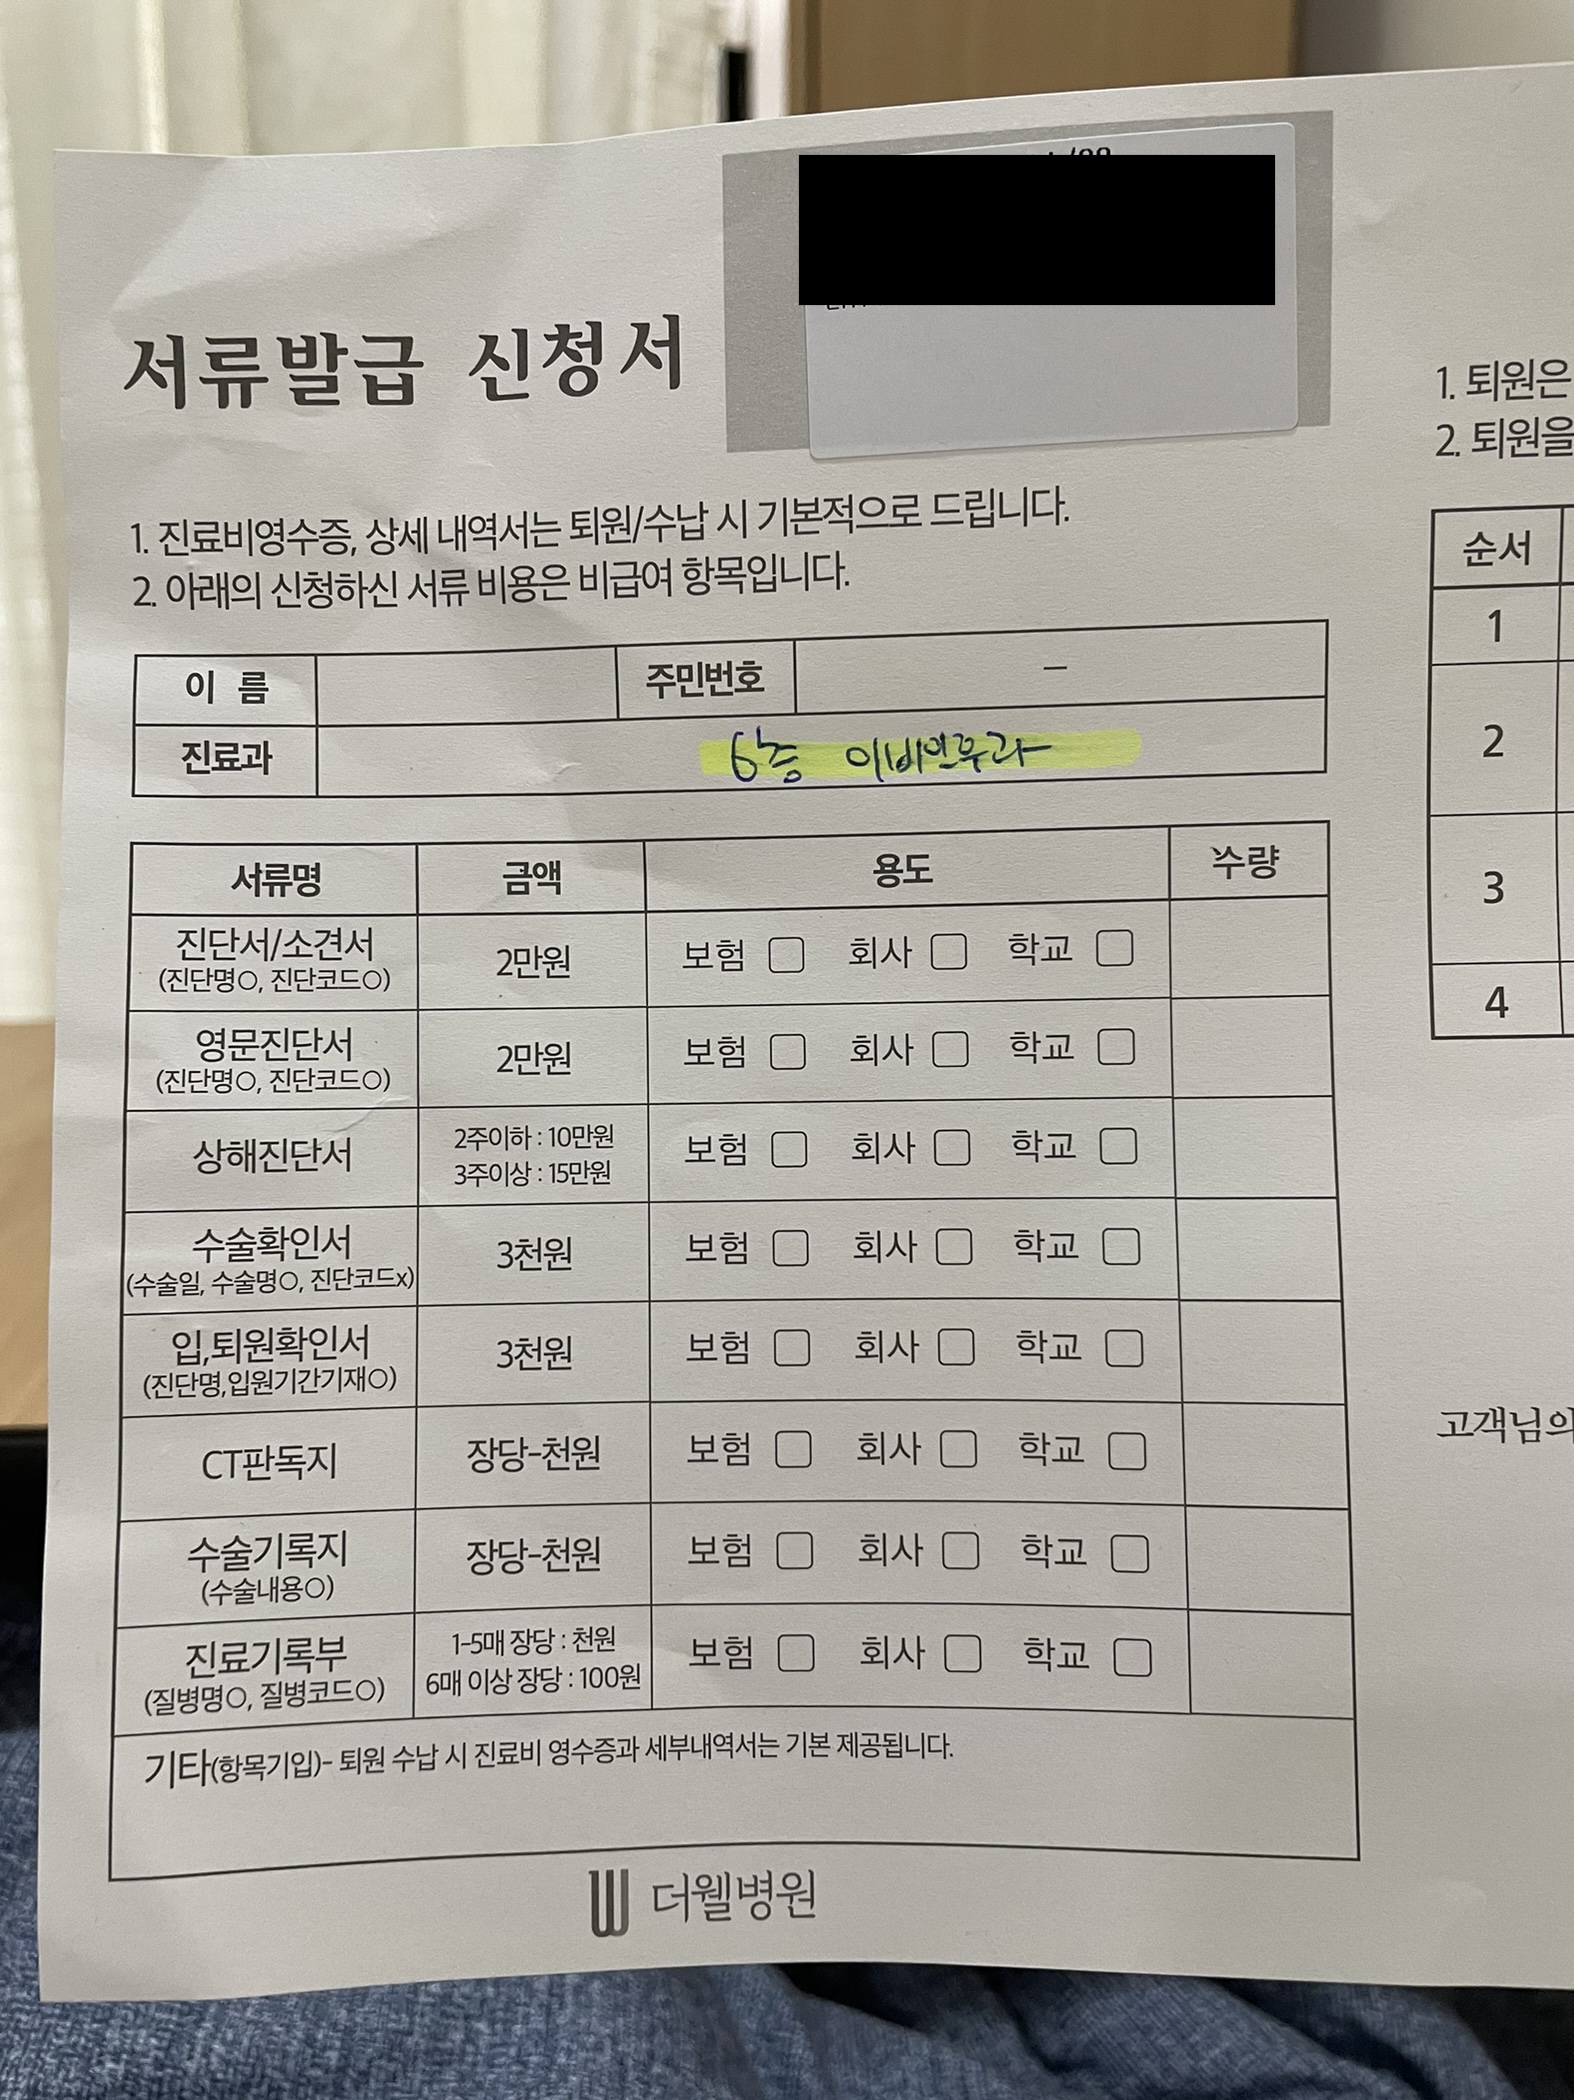 서류발급 신청서
1. 진료비영수증, 상세 내역서는 퇴원/수납 시 기본적으로 드립니다.
2. 아래의 신청하신 서류 비용은 비급여 항목입니다.
이 름 주민번호 –
진료과 6층 이비인후과
서류명 금액 용도 수량
진단서/소견서
(진단명○, 진단코드○)
2만원 보험 회사 학교
영문진단서
(진단명○, 진단코드○)
2만원 보험 회사 학교
상해진단서
2주이하 : 10만원
3주이상 : 15만원
보험 회사 학교
수술확인서
(수술일, 수술명○, 진단코드x)
3천원 보험 회사 학교
입,퇴원확인서
(진단명,입원기간기재○)
3천원 보험 회사 학교
CT판독지 장당-천원 보험 회사 학교
수술기록지
(수술내용○)
장당-천원 보험 회사 학교
진료기록부
(질병명○, 질병코드○)
1-5매 장당 : 천원
6매 이상 장당 : 100원
보험 회사 학교
기타(항목기입)- 퇴원 수납 시 진료비 영수증과 세부내역서는 기본 제공됩니다.
더웰병원
1. 퇴원은
2. 퇴원을
순서
1
2
3
4
고객님의